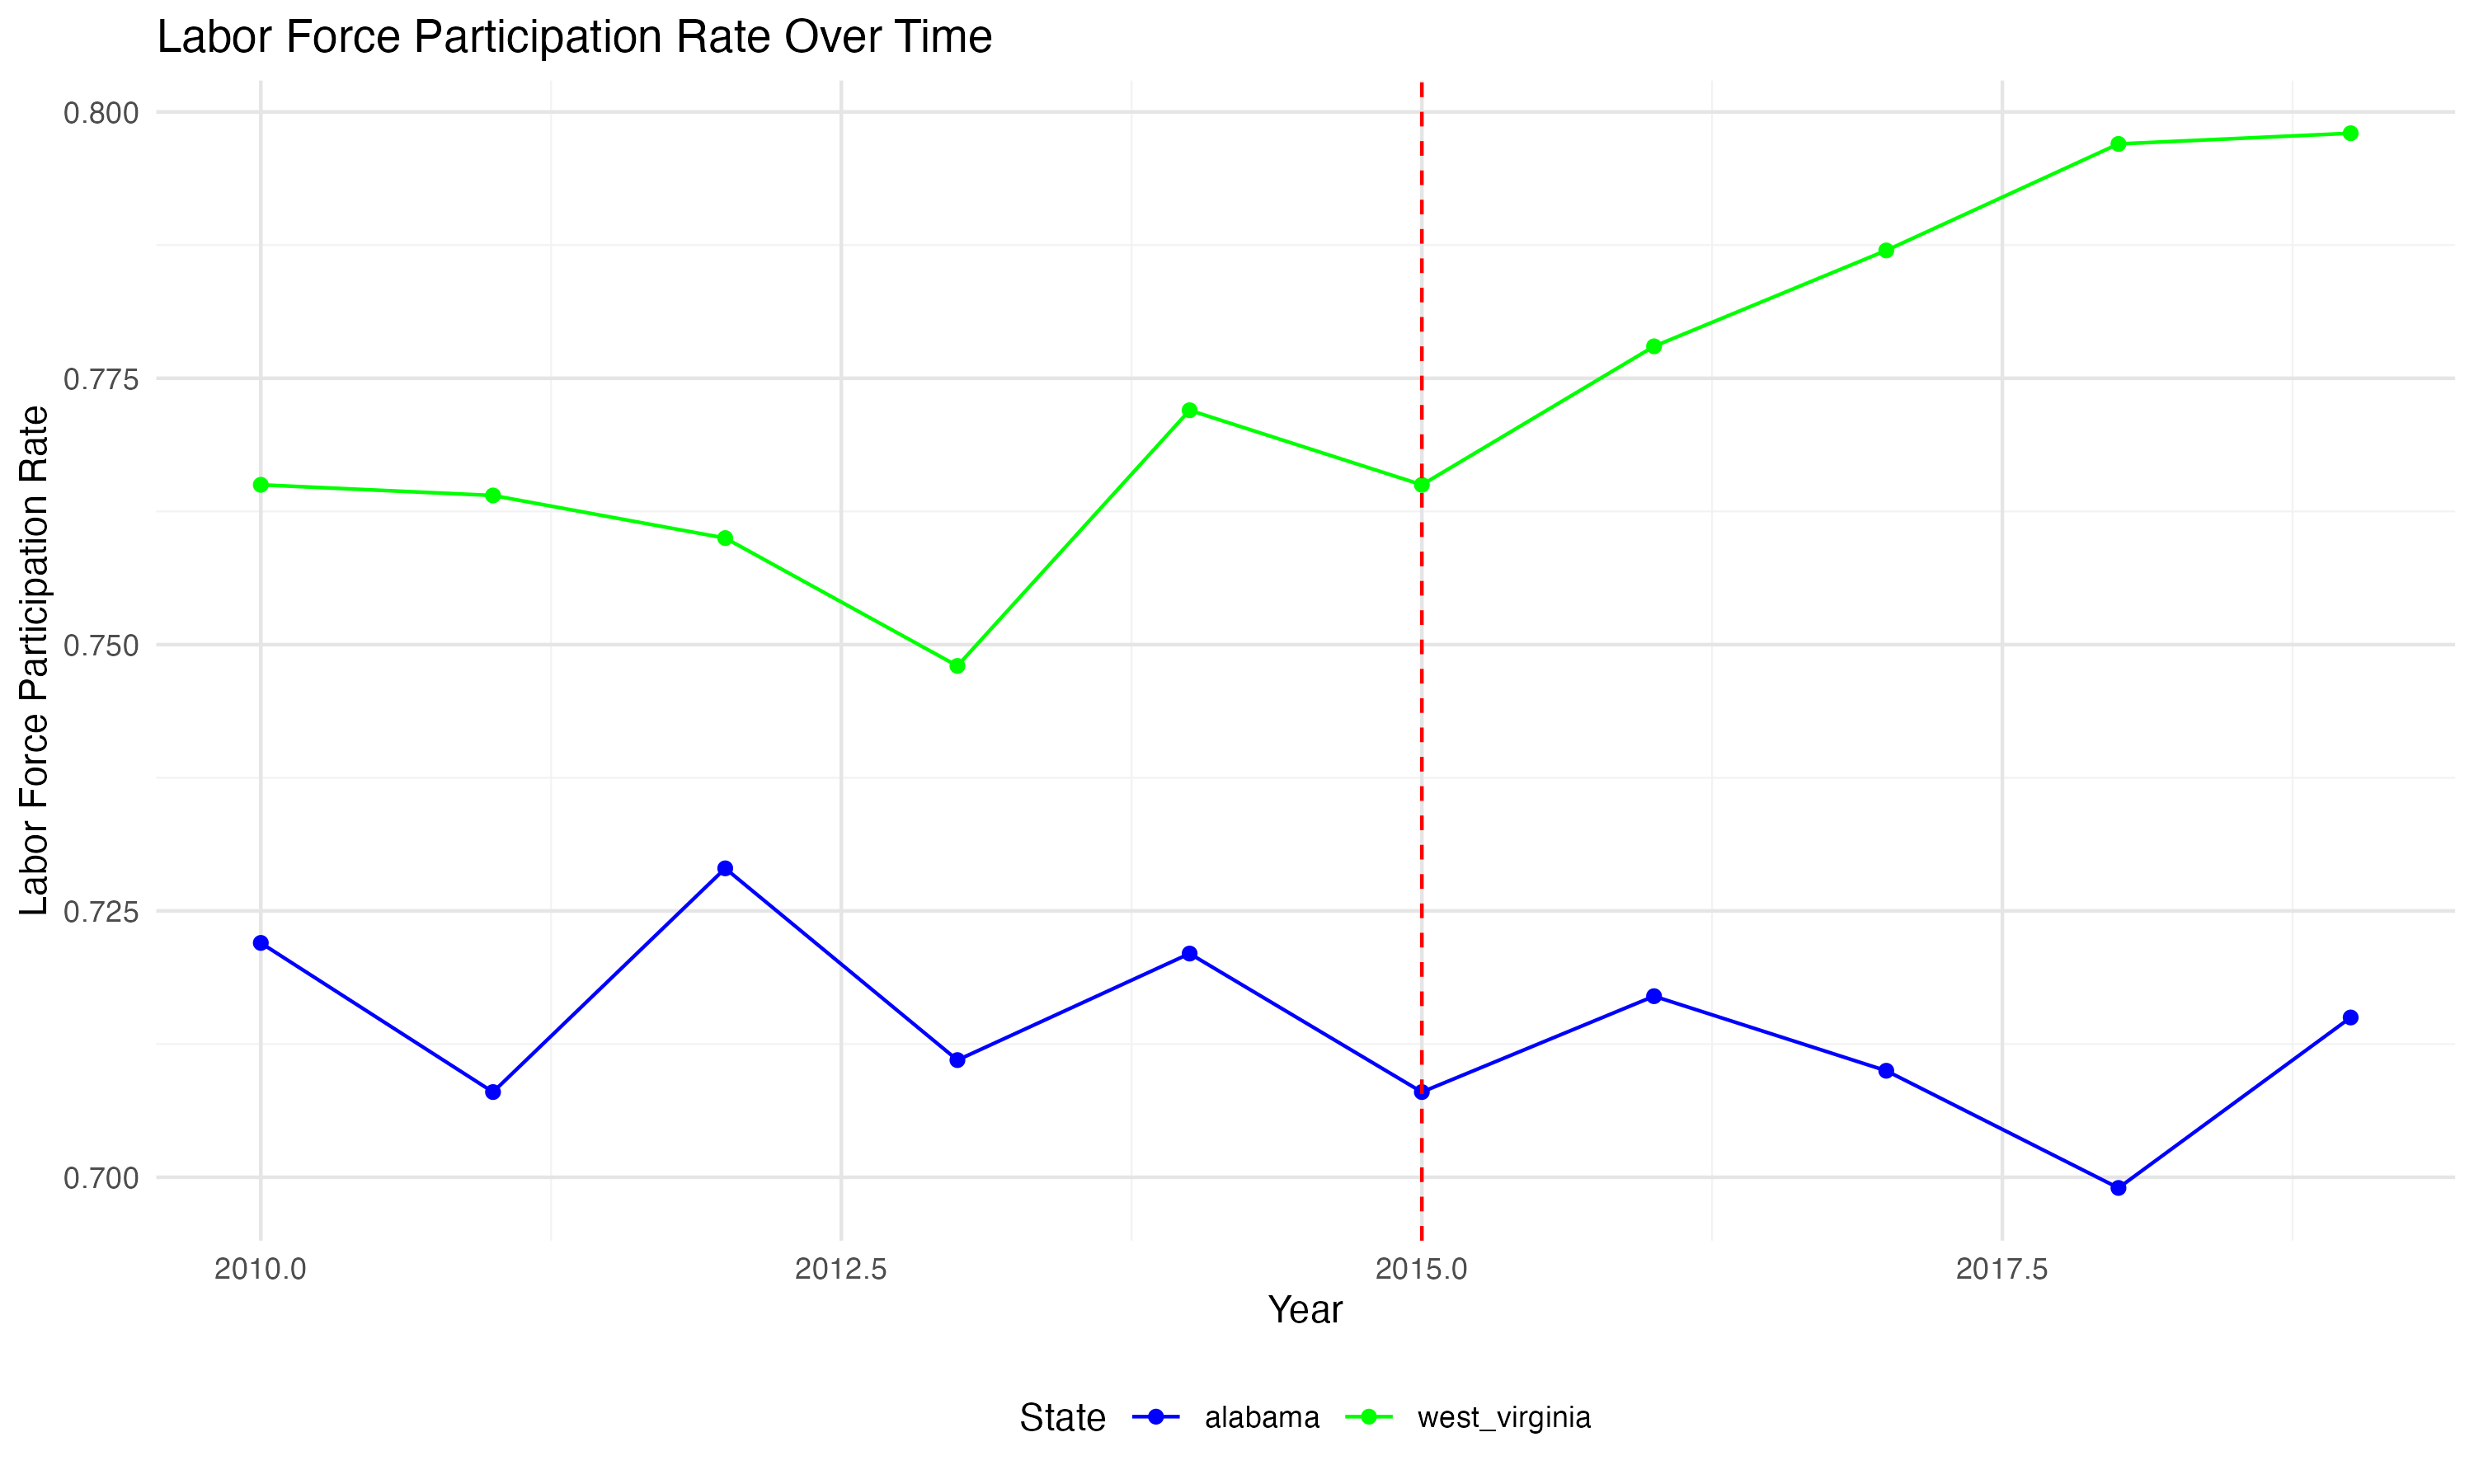 Labor Force Participation Rate Over Time
Labor Force Participation Rate
0.800
0.775
0.750
0.725
0.700
2010.0 2012.5 2015.0 2017.5
Year
State alabama west_virginia